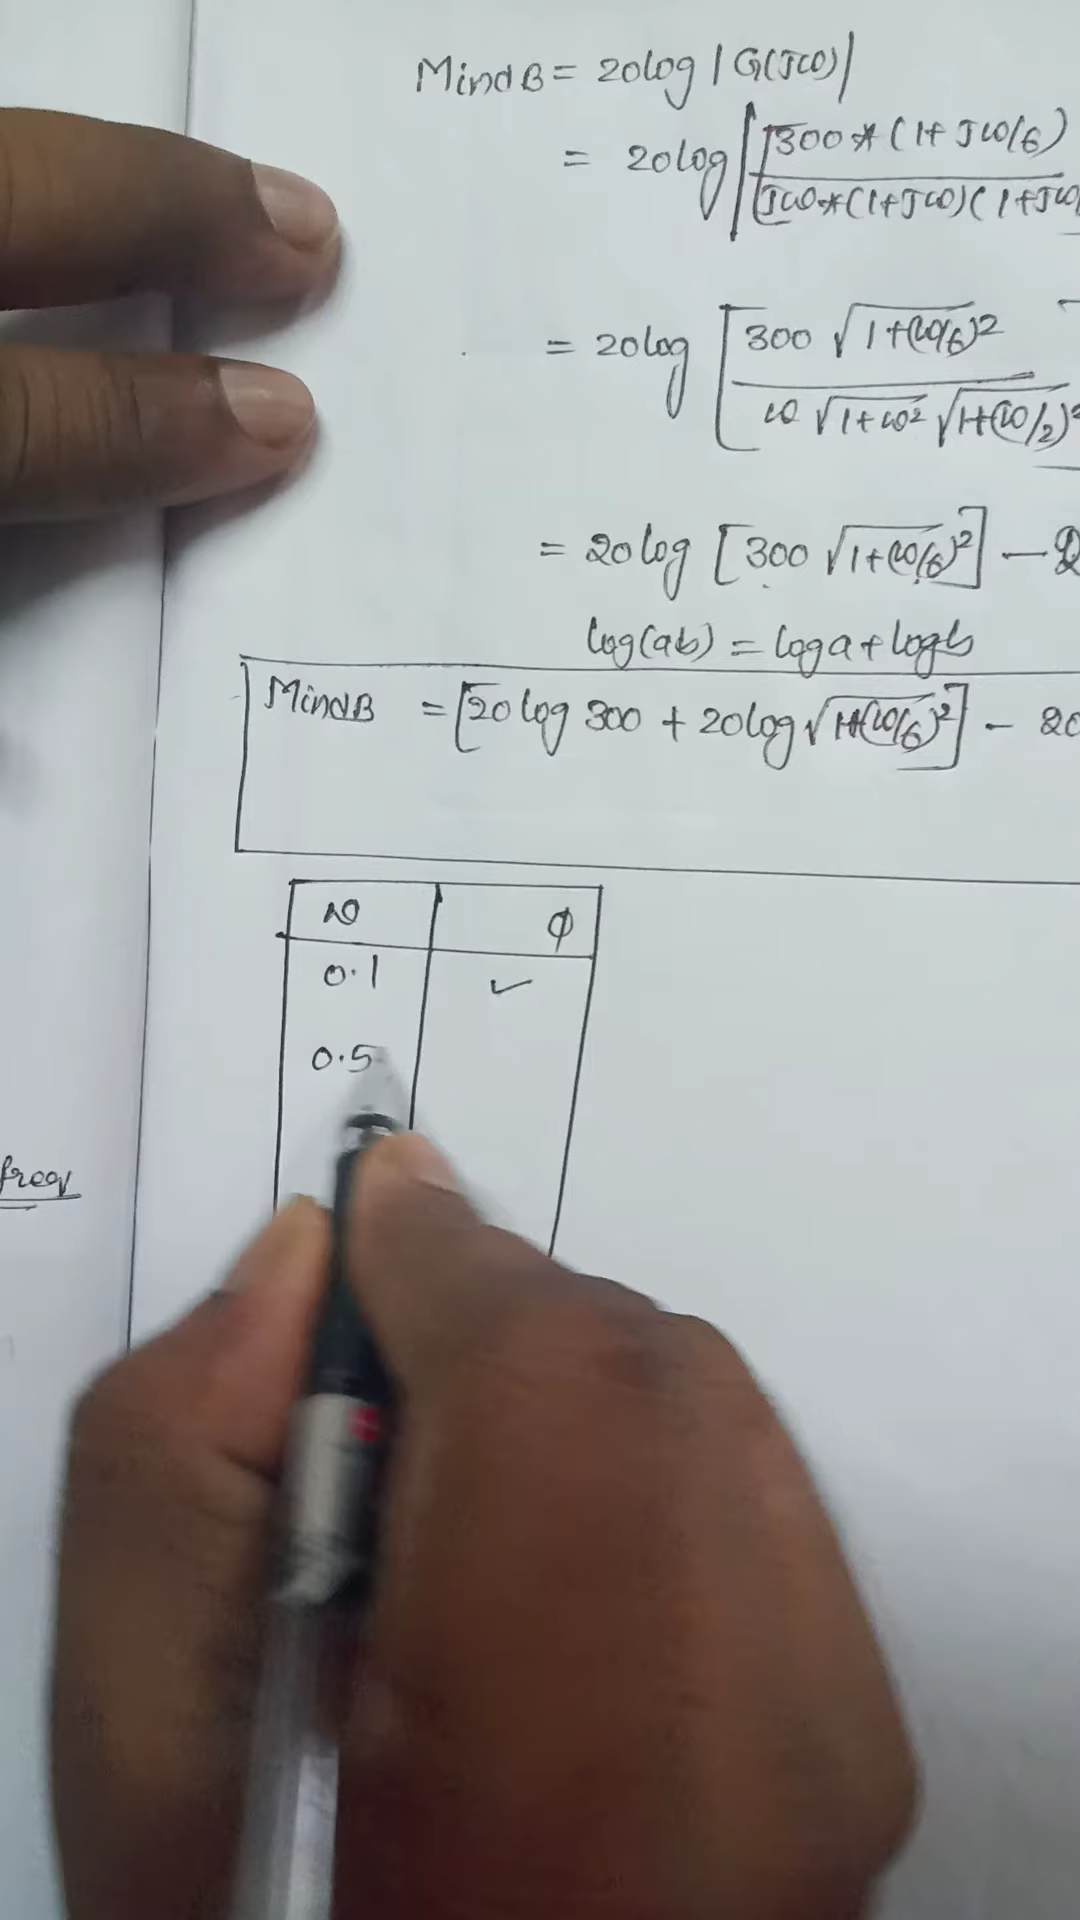 MindB = 20log |G(jω)|
= 20log | 300*(1+jω/6) / jω*(1+jω)(1+jω/
= 20log [ 300 √1+(ω/6)² / ω √1+ω² √1+(ω/2)²
= 20log [300 √1+(ω/6)²] - 2
log(ab) = loga + logb
MindB = [20log 300 + 20log √1+(ω/6)²] - 20
ω ϕ
0.1 ✓
0.5
freq